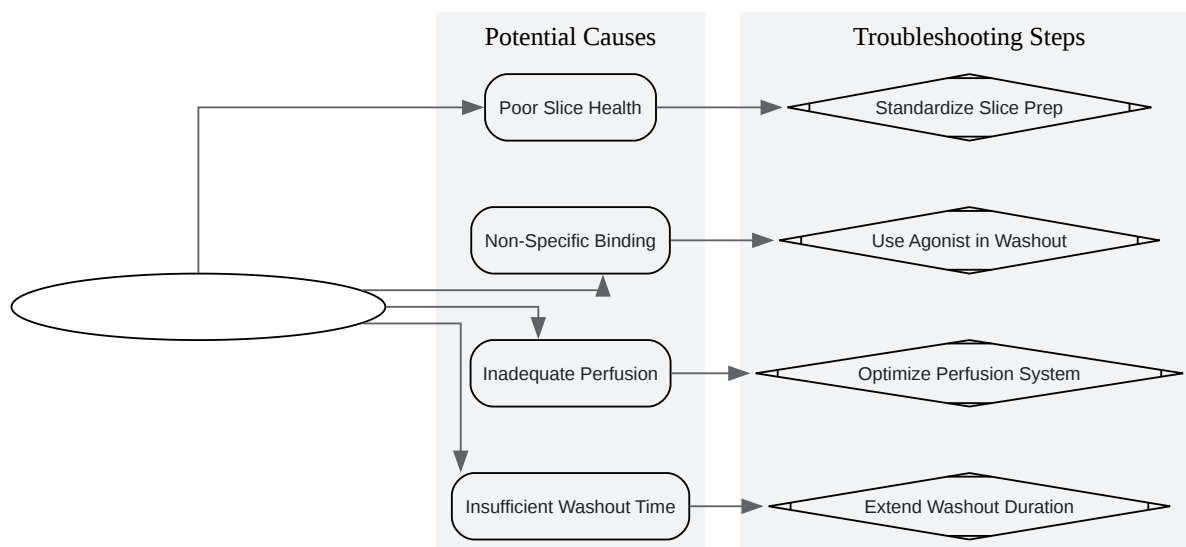 Potential Causes
Troubleshooting Steps
Poor Slice Health
Standardize Slice Prep
Non-Specific Binding
Use Agonist in Washout
Inadequate Perfusion
Optimize Perfusion System
Insufficient Washout Time
Extend Washout Duration